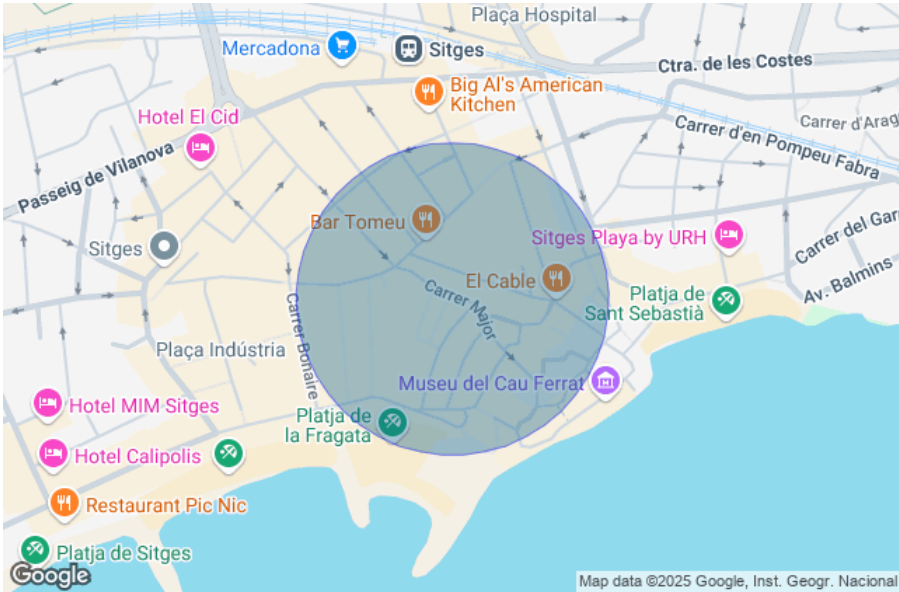 Plaça Hospital
Mercadona
Sitges
Ctra. de les Costes
Big Al's American
Kitchen
Hotel El Cid
Carrer d'Arag
Carrer d'en Pompeu Fabra
Passeig de Vilanova
Bar Tomeu
Sitges
Sitges Playa by URH
Carrer del Garr
El Cable
Av. Balmins
Platja de
Sant Sebastià
Carrer Major
Carrer Bonaire
Plaça Indústria
Museu del Cau Ferrat
Hotel MIM Sitges
Platja de
la Fragata
Hotel Calipolis
Restaurant Pic Nic
Platja de Sitges
Google
Map data ©2025 Google, Inst. Geogr. Nacional